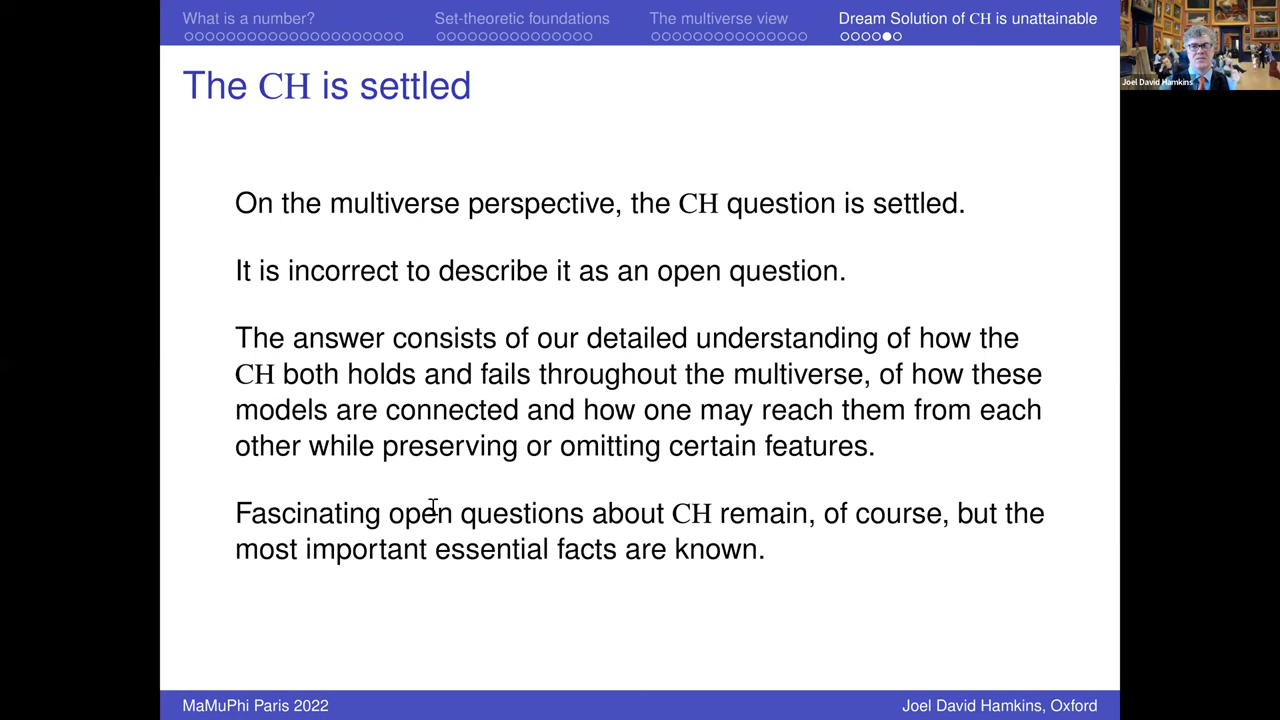 What is a number?
Set-theoretic foundations
The multiverse view
Dream Solution of CH is unattainable
Joel David Hamkins
The CH is settled
On the multiverse perspective, the CH question is settled.
It is incorrect to describe it as an open question.
The answer consists of our detailed understanding of how the
CH both holds and fails throughout the multiverse, of how these
models are connected and how one may reach them from each
other while preserving or omitting certain features.
Fascinating open questions about CH remain, of course, but the
most important essential facts are known.
MaMuPhi Paris 2022
Joel David Hamkins, Oxford